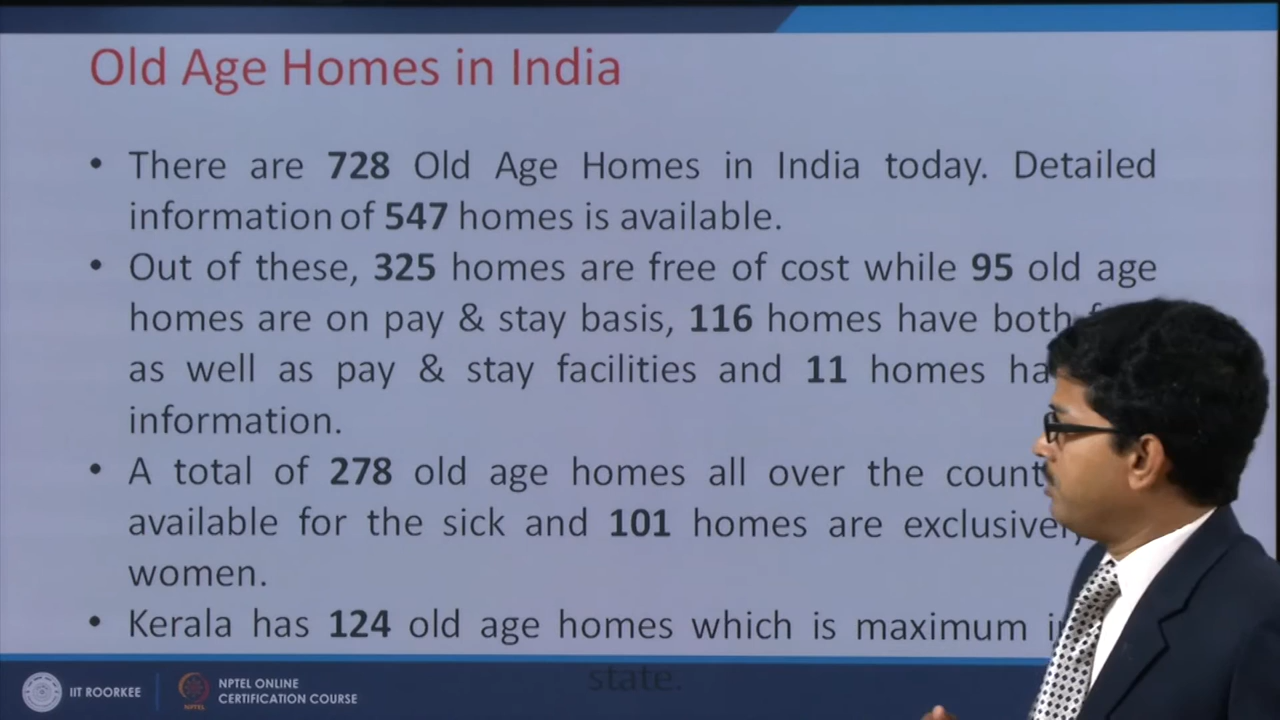 Old Age Homes in India
• There are 728 Old Age Homes in India today. Detailed
information of 547 homes is available.
• Out of these, 325 homes are free of cost while 95 old age
homes are on pay & stay basis, 116 homes have both
as well as pay & stay facilities and 11 homes ha
information.
• A total of 278 old age homes all over the count
available for the sick and 101 homes are exclusively
women.
• Kerala has 124 old age homes which is maximum
state.
IIT ROORKEE
NPTEL ONLINE
CERTIFICATION COURSE
NPTEL